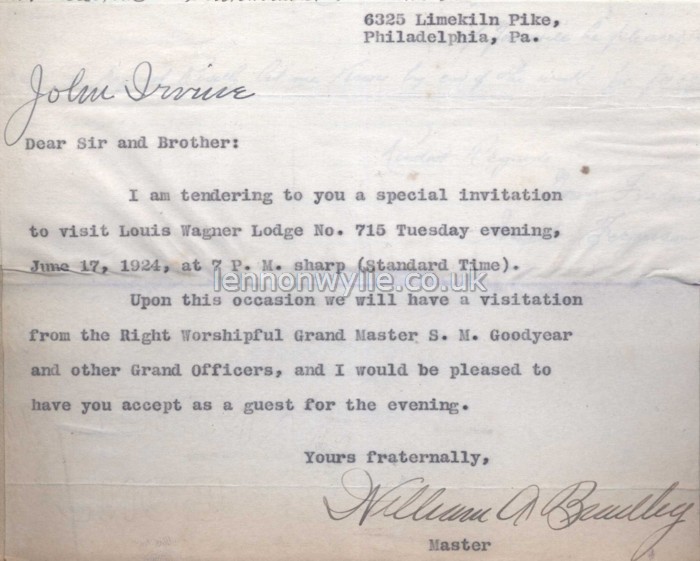 6325 Limekiln Pike,
Philadelphia, Pa.
John Irvine
Dear Sir and Brother:
I am tendering to you a special invitation
to visit Louis Wagner Lodge No. 715 Tuesday evening,
June 17, 1924, at 7 P. M. sharp (Standard Time).
lennonwylie.co.uk
Upon this occasion we will have a visitation
from the Right Worshipful Grand Master S. M. Goodyear
and other Grand Officers, and I would be pleased to
have you accept as a guest for the evening.
Yours fraternally,
William A Bradley
Master